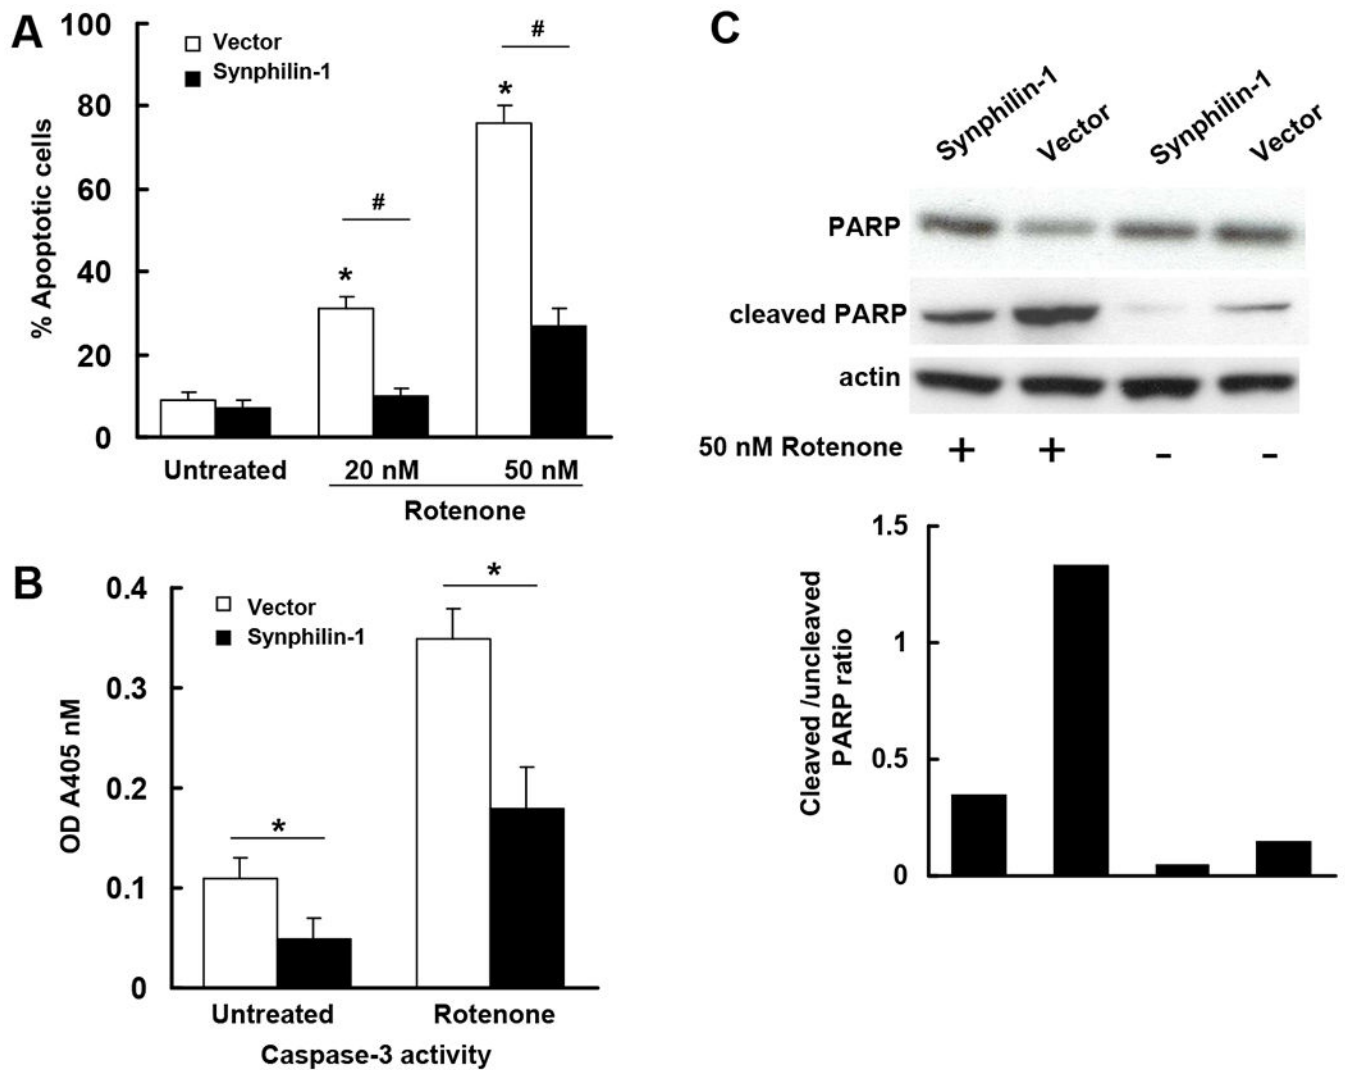 A
100
80
60
40
20
0
% Apoptotic cells
Vector
Synphilin-1
*
#
*
#
Untreated
20 nM
50 nM
Rotenone
B
0.4
0.3
0.2
0.1
0
OD A405 nM
Vector
Synphilin-1
*
*
Untreated
Rotenone
Caspase-3 activity
C
Synphilin-1
Vector
Synphilin-1
Vector
PARP
cleaved PARP
actin
50 nM Rotenone + + - -
1.5
1
0.5
0
Cleaved /uncleaved
PARP ratio